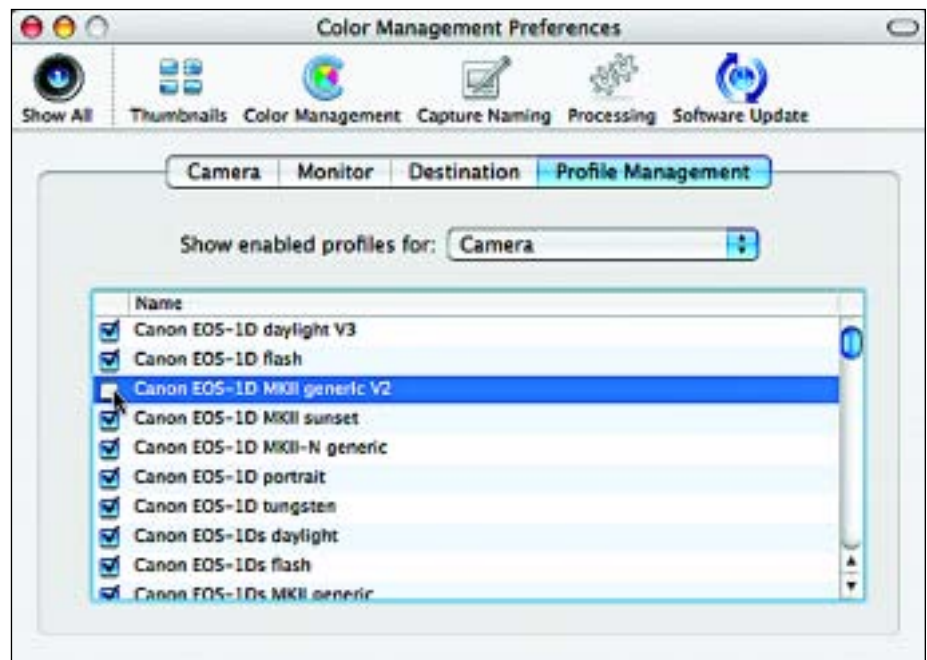 Color Management Preferences
Show All Thumbnails Color Management Capture Naming Processing Software Update
Camera Monitor Destination Profile Management
Show enabled profiles for: Camera
Name
Canon EOS-1D daylight V3
Canon EOS-1D flash
Canon EOS-1D MKII generic V2
Canon EOS-1D MKII sunset
Canon EOS-1D MKII-N generic
Canon EOS-1D portrait
Canon EOS-1D tungsten
Canon EOS-1Ds daylight
Canon EOS-1Ds flash
Canon EOS-1Ds MKII generic